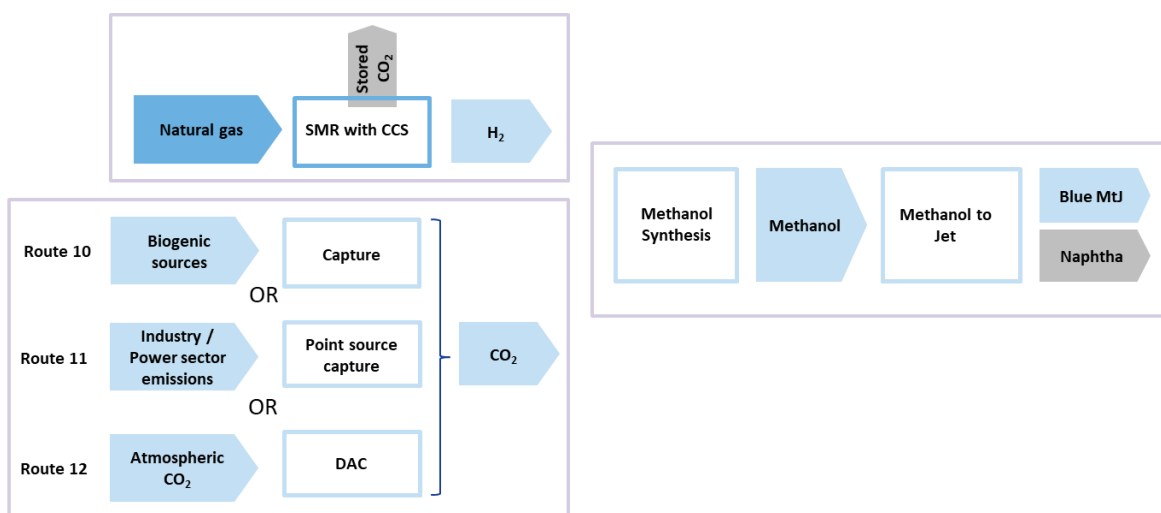 Stored
CO₂
Natural gas
SMR with CCS
H₂
Route 10
Biogenic
sources
Capture
OR
Route 11
Industry /
Power sector
emissions
Point source
capture
CO₂
OR
Route 12
Atmospheric
CO₂
DAC
Methanol
Synthesis
Methanol
Methanol to
Jet
Blue MtJ
Naphtha